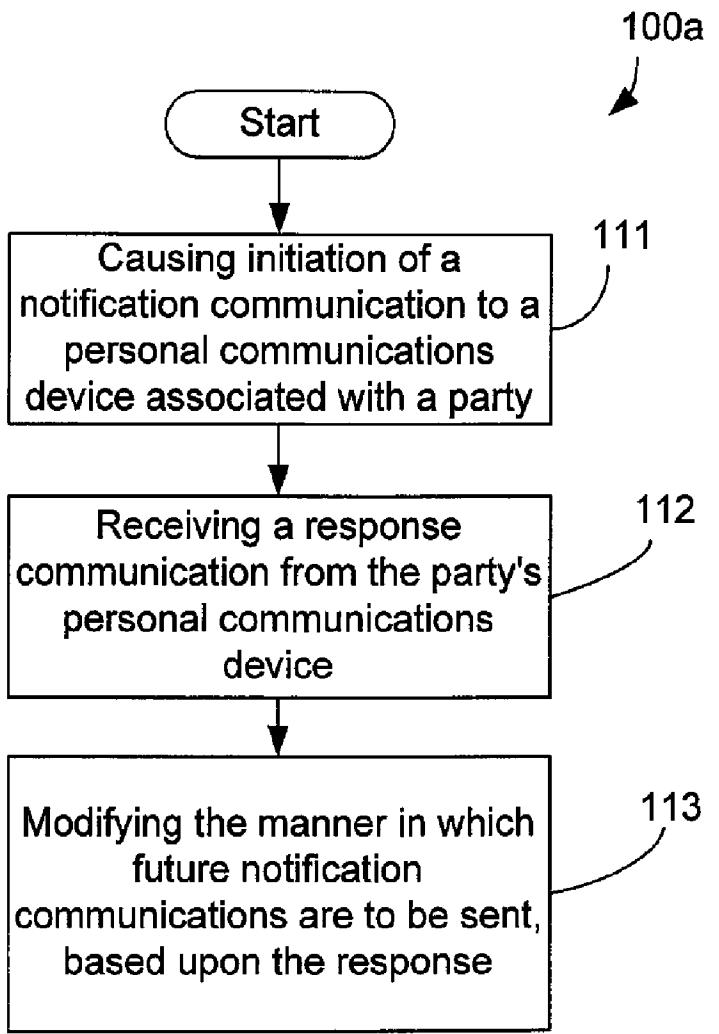 100a
Start
Causing initiation of a
notification communication to a
personal communications
device associated with a party
111
Receiving a response
communication from the party's
personal communications
device
112
Modifying the manner in which
future notification
communications are to be sent,
based upon the response
113